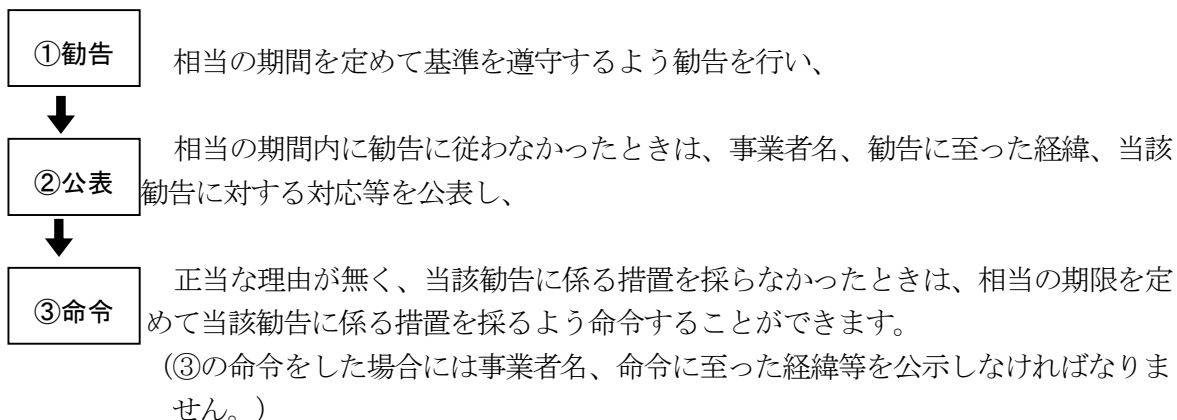 ①勧告
相当の期間を定めて基準を遵守するよう勧告を行い、
相当の期間内に勧告に従わなかったときは、事業者名、勧告に至った経緯、当該
②公表
勧告に対する対応等を公表し、
正当な理由が無く、当該勧告に係る措置を採らなかったときは、相当の期限を定
③命令
めて当該勧告に係る措置を採るよう命令することができます。
(③の命令をした場合には事業者名、命令に至った経緯等を公示しなければなりま
せん。)